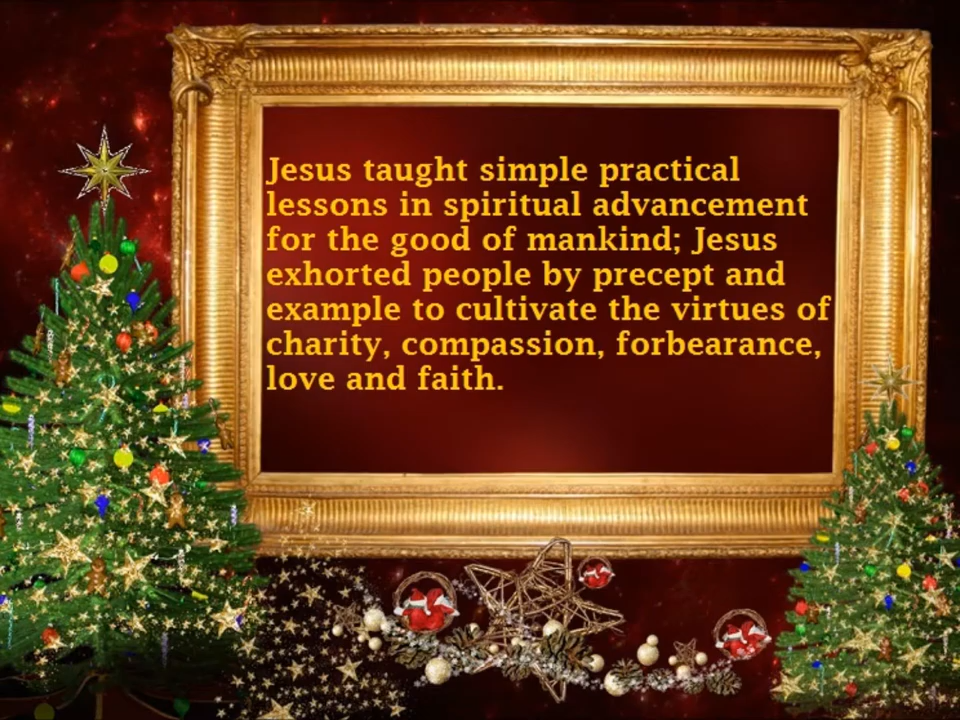 Jesus taught simple practical
lessons in spiritual advancement
for the good of mankind; Jesus
exhorted people by precept and
example to cultivate the virtues of
charity, compassion, forbearance,
love and faith.